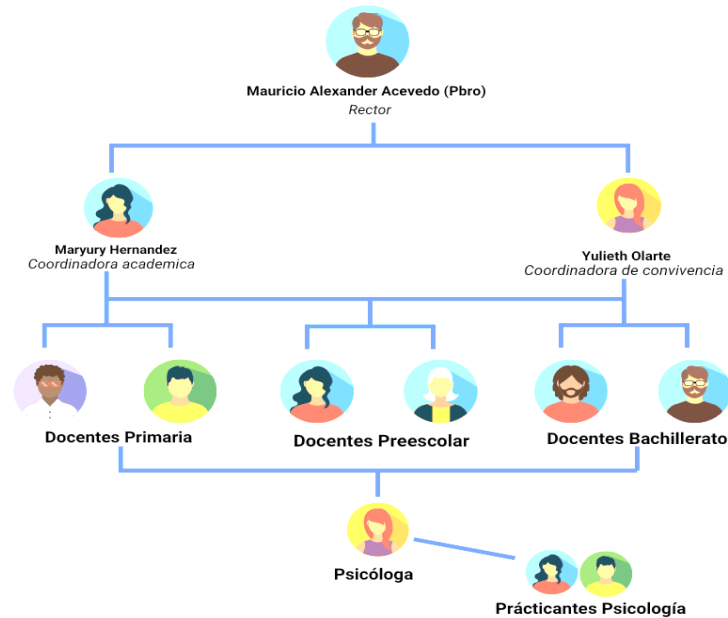 Mauricio Alexander Acevedo (Pbro)
Rector
Maryury Hernandez
Coordinadora academica
Yulieth Olarte
Coordinadora de convivencia
Docentes Primaria
Docentes Preescolar
Docentes Bachillerato
Psicóloga
Prácticantes Psicología